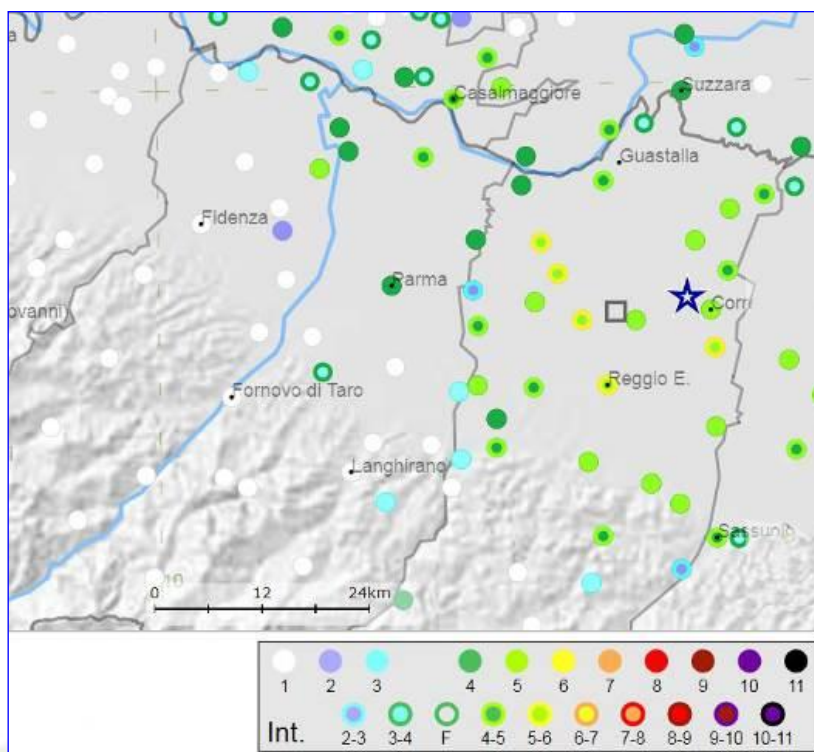 Casalmaggiore
Suzzara
Guastalla
Fidenza
Parma
ovanni)
Corr
Reggio E.
Fornovo di Taro
Langhirano
10
0 12 24km
1 2 3 4 5 6 7 8 9 10 11
Int. 2-3 3-4 F 4-5 5-6 6-7 7-8 8-9 9-10 10-11